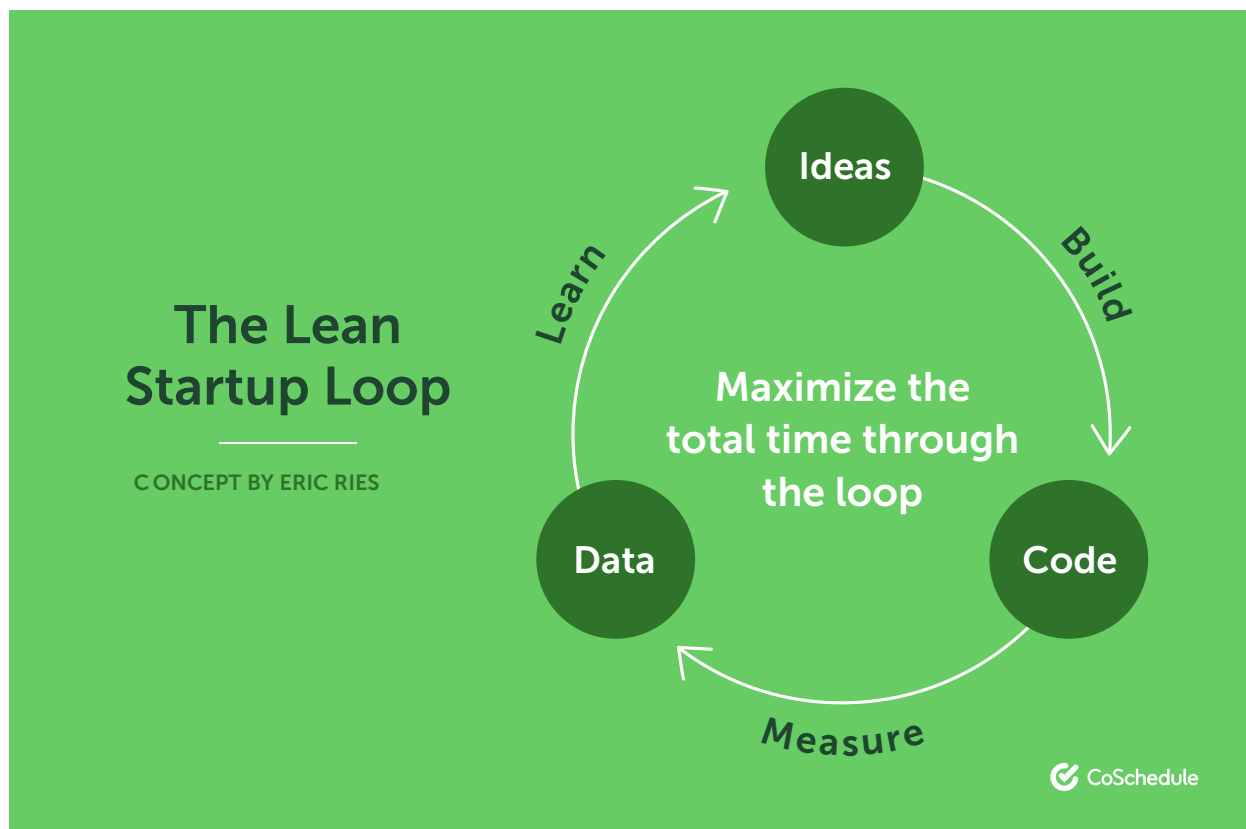 The Lean
Startup Loop
CONCEPT BY ERIC RIES
Ideas
Build
Learn
Maximize the
total time through
the loop
Data
Code
Measure
CoSchedule